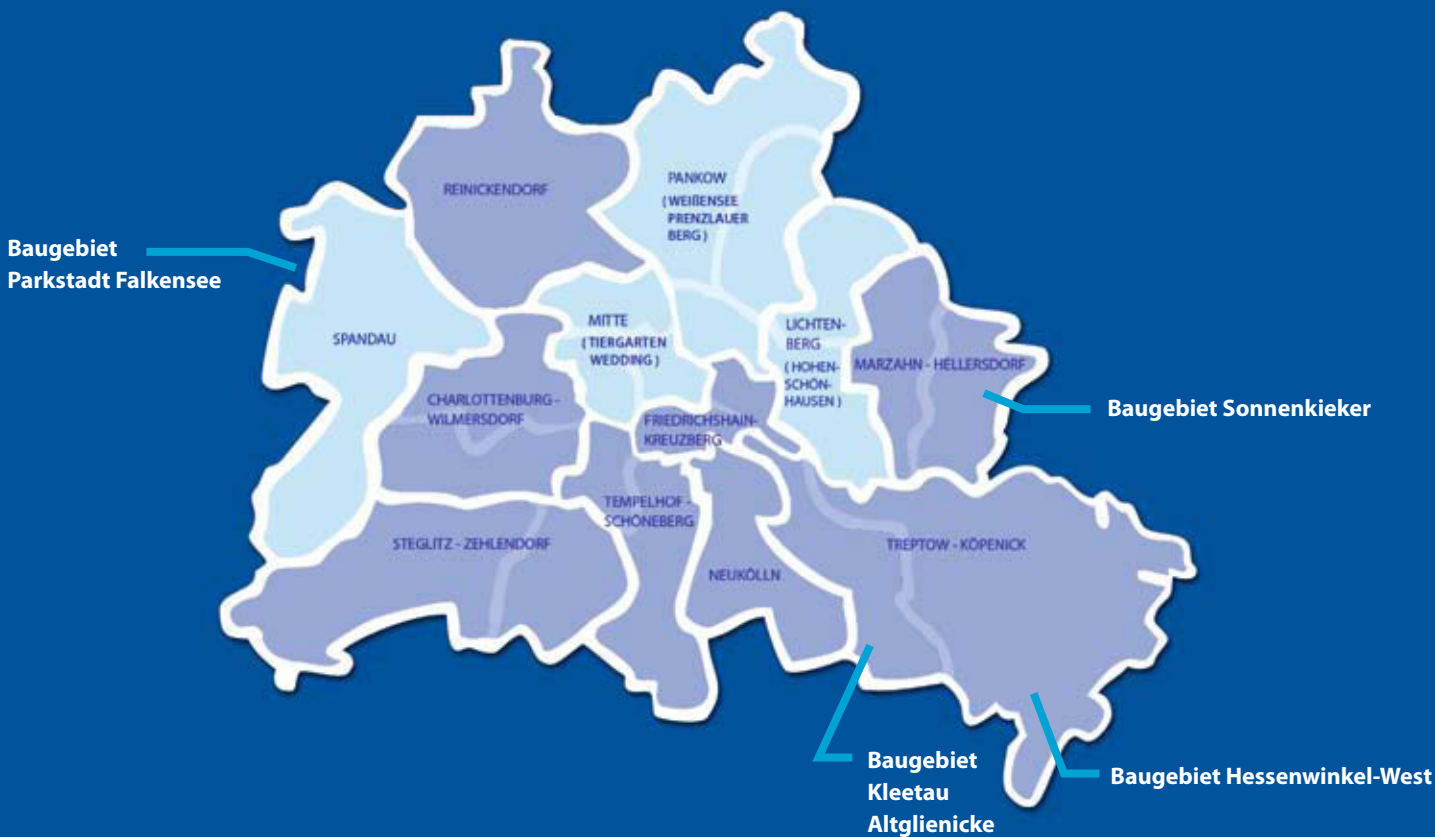 REINICKENDORF
PANKOW
( WEIßENSEE
PRENZLAUER
BERG )
Baugebiet
Parkstadt Falkensee
SPANDAU
MITTE
( TIERGARTEN
WEDDING )
LICHTEN-
BERG
( HOHEN-
SCHÖN-
HAUSEN )
MARZAHN - HELLERSDORF
Baugebiet Sonnenkieker
CHARLOTTENBURG -
WILMERSDORF
FRIEDRICHSHAIN-
KREUZBERG
TEMPELHOF -
SCHÖNEBERG
STEGLITZ - ZEHLENDORF
NEUKÖLLN
TREPTOW - KÖPENICK
Baugebiet
Kleetau
Altglienicke
Baugebiet Hessenwinkel-West